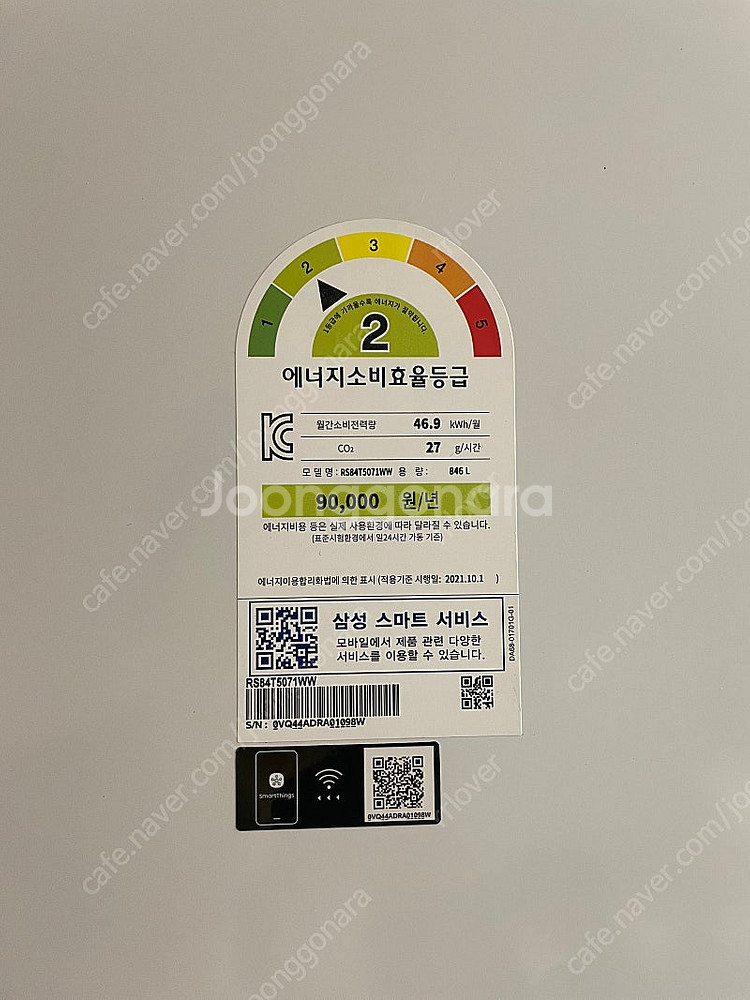 1 2 3 4 5
1등급에 가까울수록 에너지가 절약됩니다.
2
에너지소비효율등급
월간소비전력량 46.9 kWh/월
CO₂ 27 g/시간
모 델 명 : RS84T5071WW 용 량 : 846 L
90,000 원/년
에너지비용 등은 실제 사용환경에 따라 달라질 수 있습니다.
(표준시험환경에서 일24시간 가동 기준)
에너지이용합리화법에 의한 표시 (적용기준 시행일: 2021.10.1 )
삼성 스마트 서비스
모바일에서 제품 관련 다양한
서비스를 이용할 수 있습니다.
DA68-01701G-01
RS84T5071WW
S/N : 0VQ44ADRA01098W
SmartThings
0VQ44ADRA01098W
Joonggonara
cafe.naver.com/joonggonara